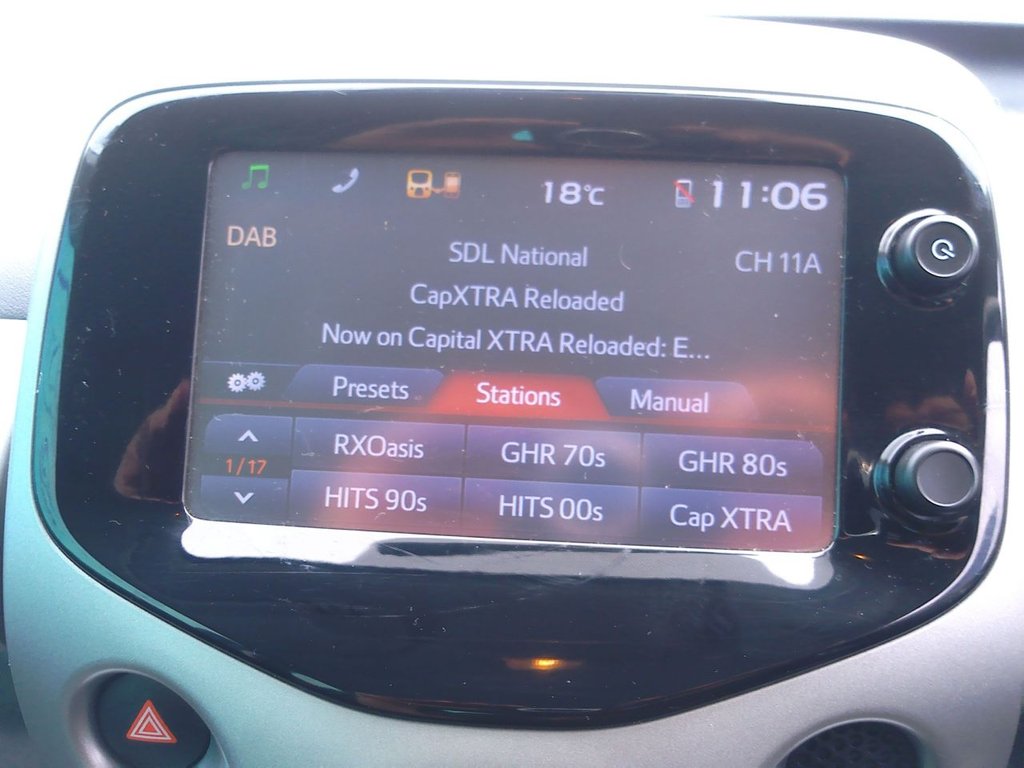 18°C
11:06
DAB
SDL National
CH 11A
CapXTRA Reloaded
Now on Capital XTRA Reloaded: E...
Presets
Stations
Manual
RXOasis
GHR 70s
GHR 80s
1/17
HITS 90s
HITS 00s
Cap XTRA